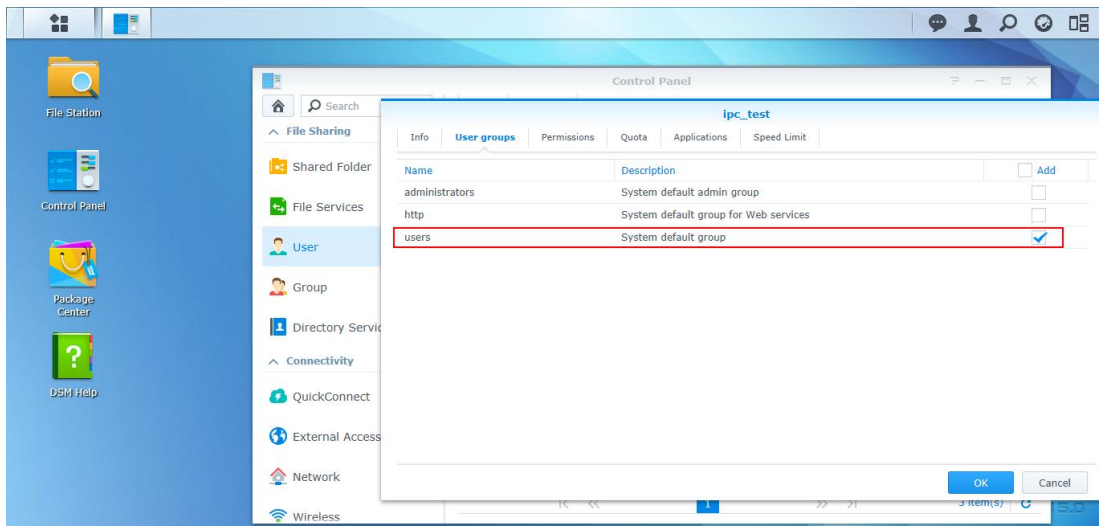 Control Panel
Search
ipc_test
File Station
File Sharing
Info User groups Permissions Quota Applications Speed Limit
Shared Folder
Name Description Add
administrators System default admin group
http System default group for Web services
users System default group
Control Panel
File Services
User
Group
Package
Center
Directory Servic
Connectivity
DSM Help
QuickConnect
External Access
Network
OK Cancel
Wireless
1 3 item(s)
5.0